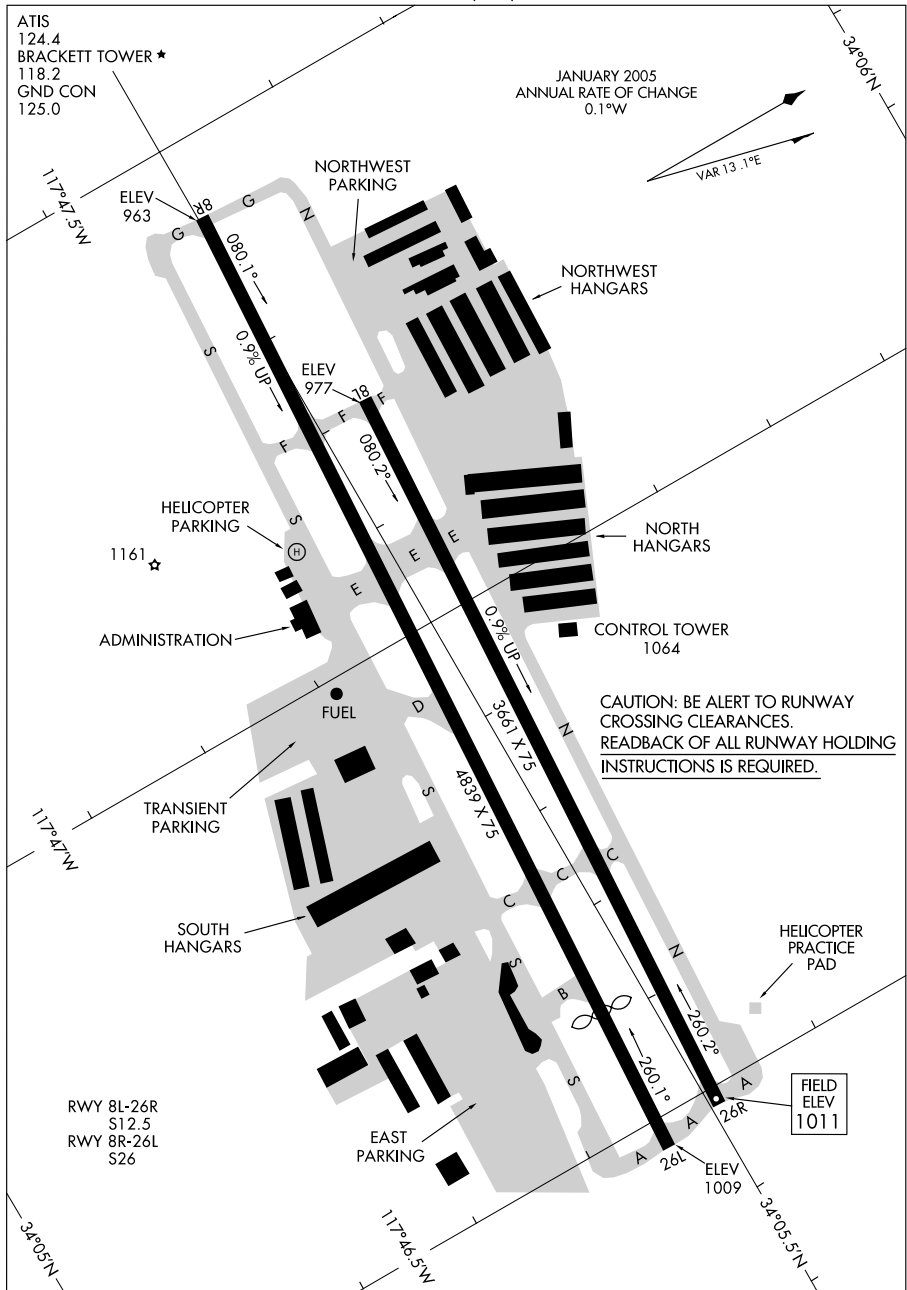 ATIS
124.4
BRACKETT TOWER ★
118.2
GND CON
125.0
JANUARY 2005
ANNUAL RATE OF CHANGE
0.1°W
34°06'N
VAR 13.1°E
117°47.5'W
NORTHWEST
PARKING
ELEV
963
8R
G
G
N
080.1°
NORTHWEST
HANGARS
S
0.9% UP
ELEV
977
8L
F
F
F
F
080.2°
HELICOPTER
PARKING
S
H
1161
E
E
E
NORTH
HANGARS
ADMINISTRATION
0.9% UP
CONTROL TOWER
1064
FUEL
D
3661 X 75
N
CAUTION: BE ALERT TO RUNWAY
CROSSING CLEARANCES.
READBACK OF ALL RUNWAY HOLDING
INSTRUCTIONS IS REQUIRED.
TRANSIENT
PARKING
S
4839 X 75
117°47'W
C
C
C
SOUTH
HANGARS
N
HELICOPTER
PRACTICE
PAD
S
B
260.2°
260.1°
S
A
A
A
26R
26L
FIELD
ELEV
1011
RWY 8L-26R
S12.5
RWY 8R-26L
S26
EAST
PARKING
ELEV
1009
34°05'N
117°46.5'W
34°05.5'N